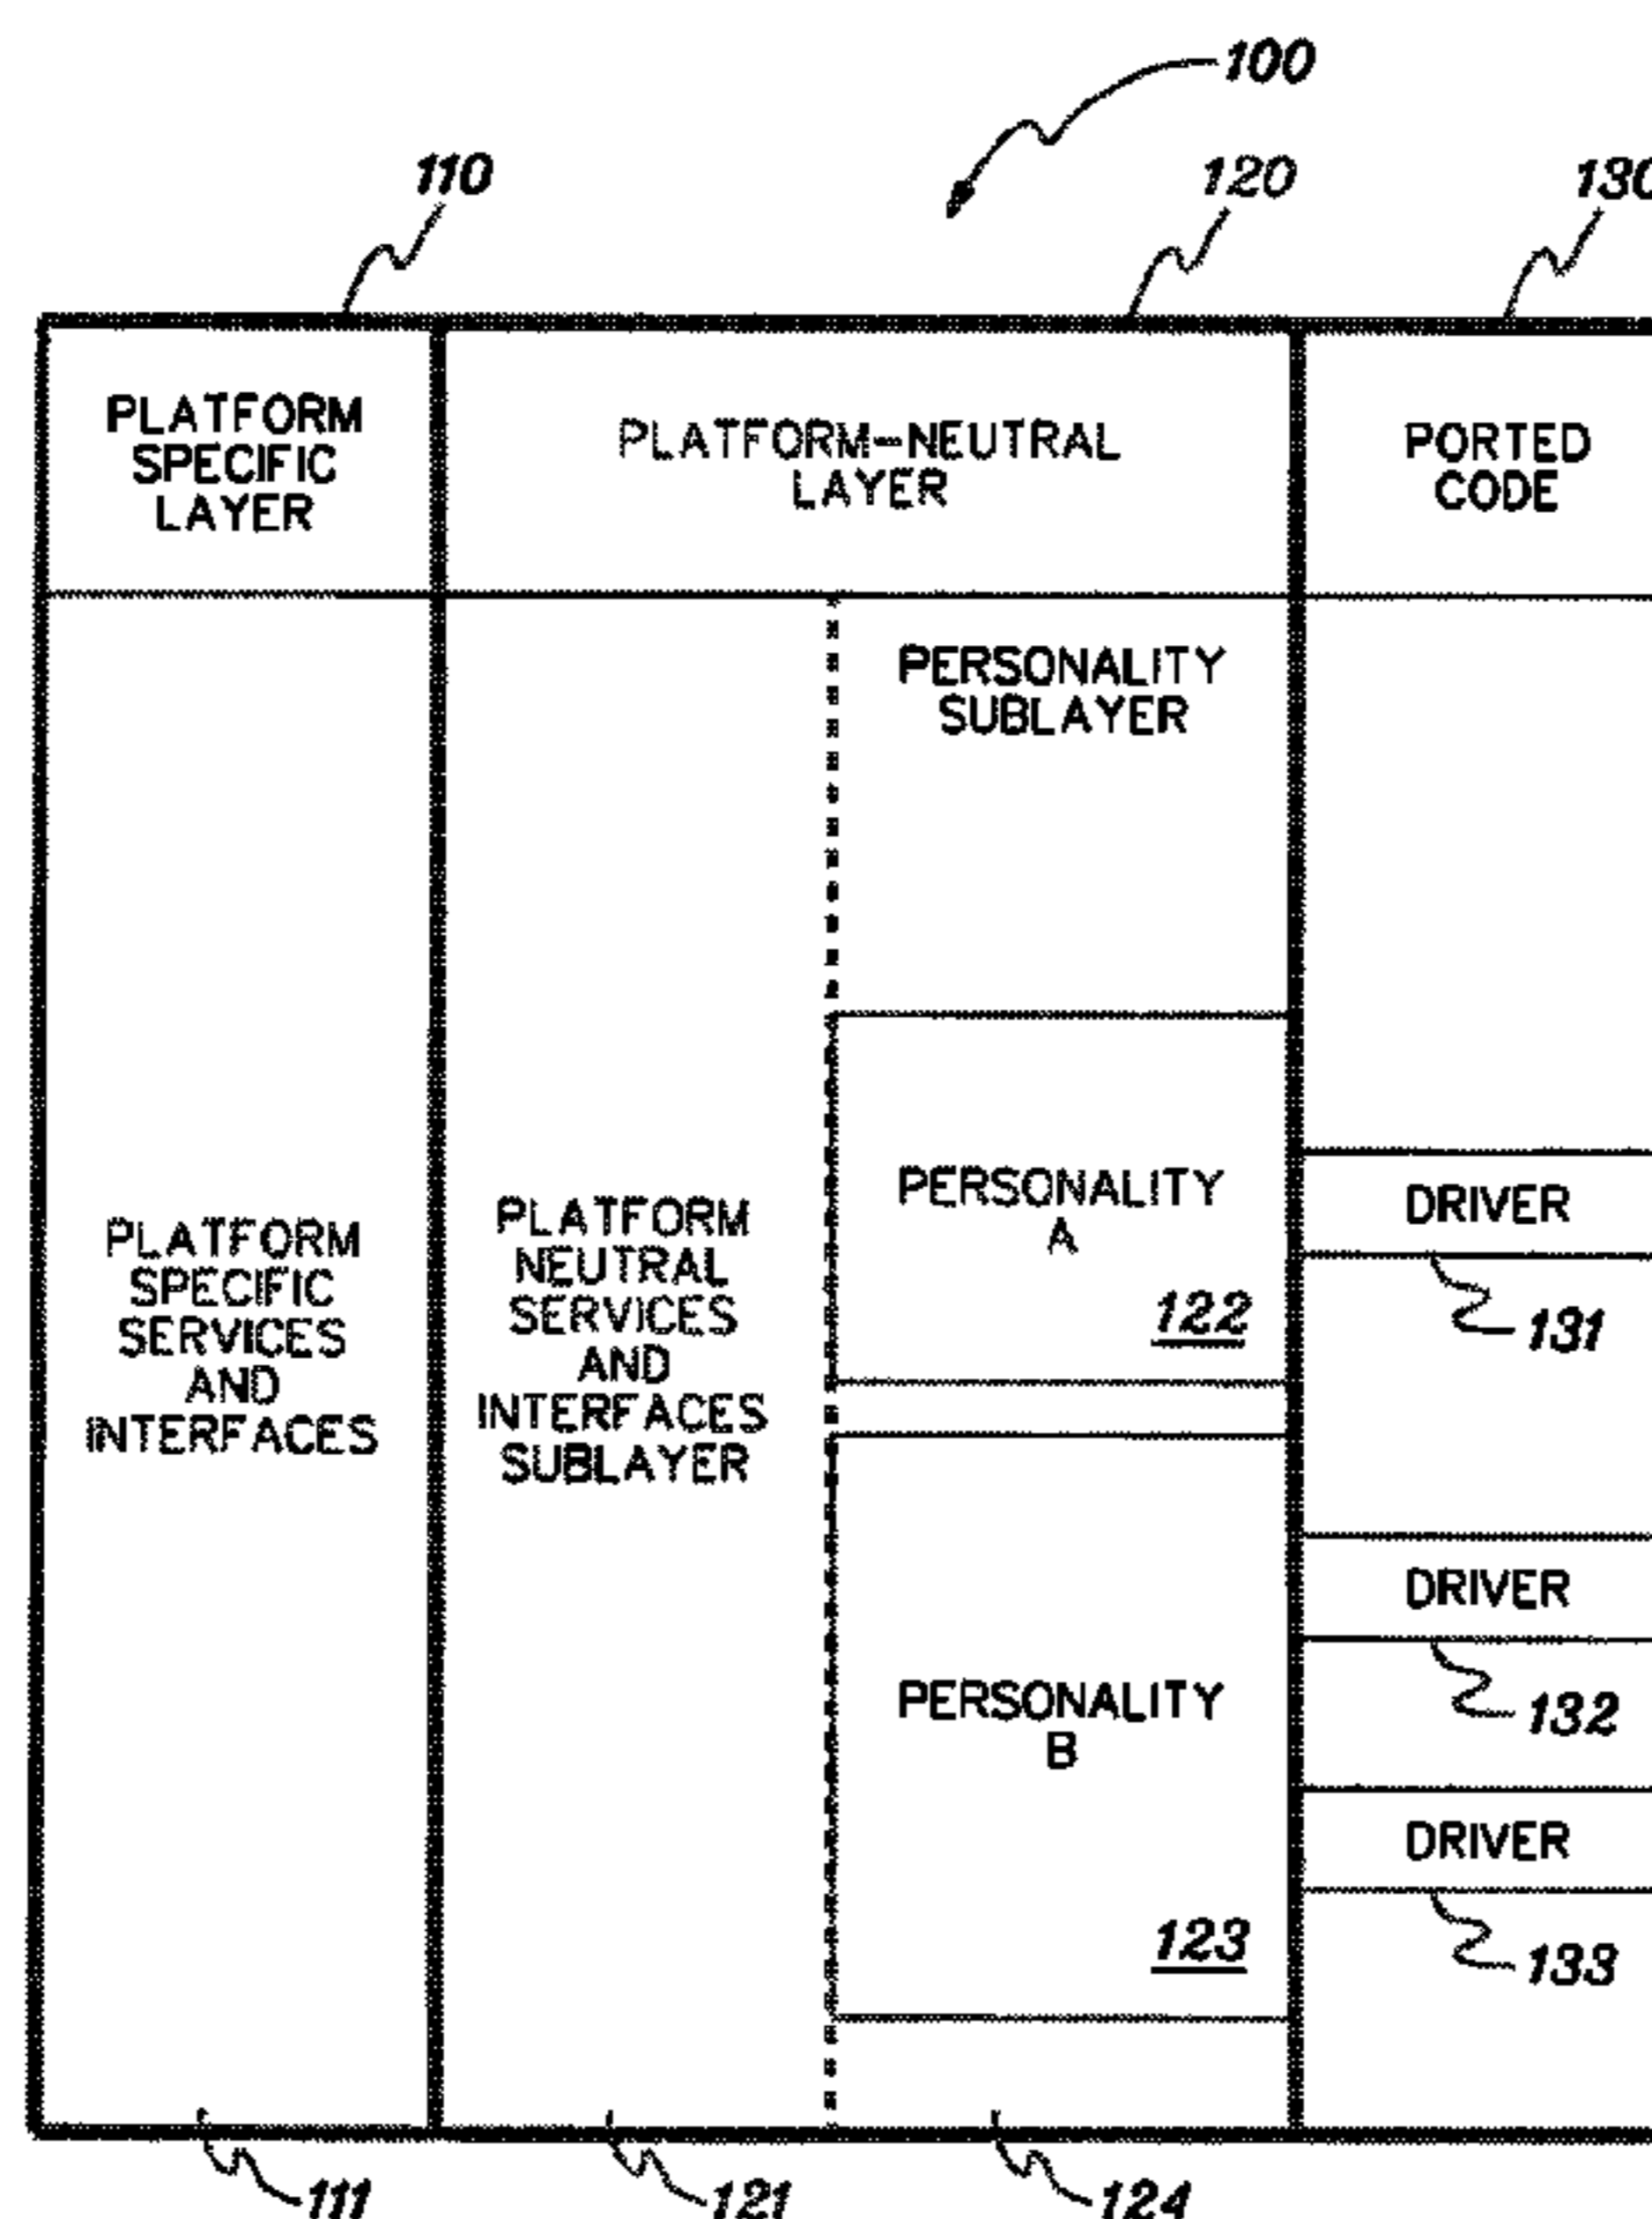 100
110
120
130
PLATFORM
SPECIFIC
LAYER
PLATFORM-NEUTRAL
LAYER
PORTED
CODE
PERSONALITY
SUBLAYER
PLATFORM
SPECIFIC
SERVICES
AND
INTERFACES
PLATFORM
NEUTRAL
SERVICES
AND
INTERFACES
SUBLAYER
PERSONALITY
A
122
DRIVER
131
DRIVER
132
PERSONALITY
B
123
DRIVER
133
111
121
124